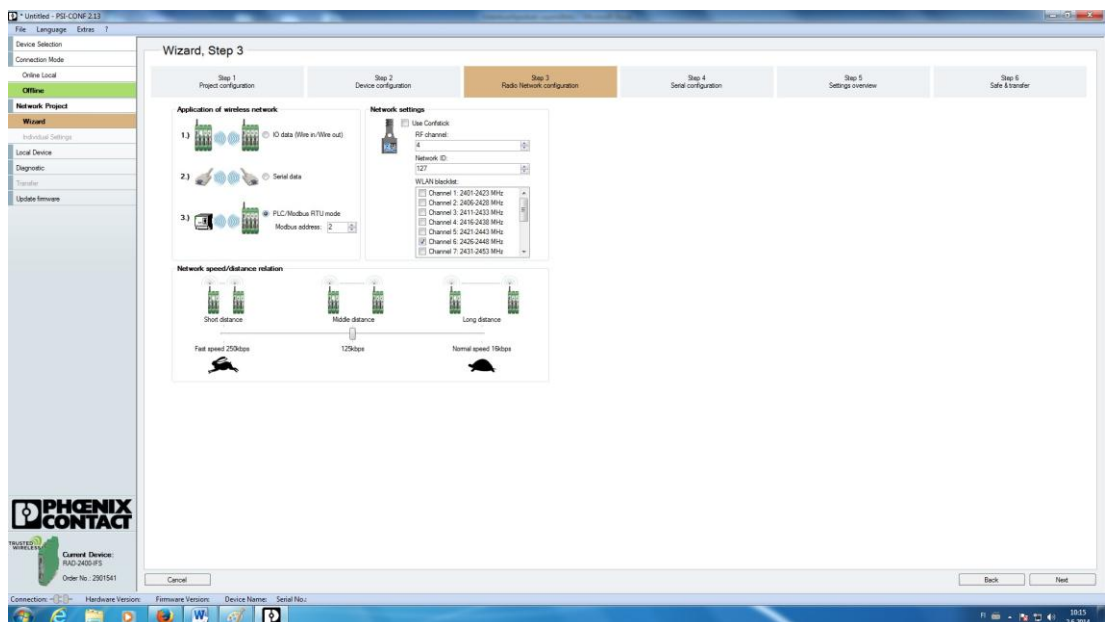 * Untitled - PSI-CONF 2.13
File Language Extras ?
Device Selection
Connection Mode
Online Local
Offline
Network Project
Wizard
Individual Settings
Local Device
Diagnostic
Transfer
Update firmware
Wizard, Step 3
Step 1
Project configuration
Step 2
Device configuration
Step 3
Radio Network configuration
Step 4
Serial configuration
Step 5
Settings overview
Step 6
Safe & transfer
Application of wireless network
1.) IO data (Wire in/Wire out)
2.) Serial data
3.) PLC/Modbus RTU mode
Modbus address: 2
Network settings
Use Confstick
RF channel:
4
Network ID:
127
WLAN blacklist:
Channel 1: 2401-2423 MHz
Channel 2: 2406-2428 MHz
Channel 3: 2411-2433 MHz
Channel 4: 2416-2438 MHz
Channel 5: 2421-2443 MHz
Channel 6: 2426-2448 MHz
Channel 7: 2431-2453 MHz
Network speed/distance relation
Short distance
Middle distance
Long distance
Fast speed 250kbps
125kbps
Normal speed 16kbps
PHŒNIX
CONTACT
TRUSTED
WIRELESS
Current Device:
RAD-2400-IFS
Order No.: 2901541
Cancel
Back
Next
Connection: Hardware Version: Firmware Version: Device Name: Serial No.:
FI
10:15
2.6.2014